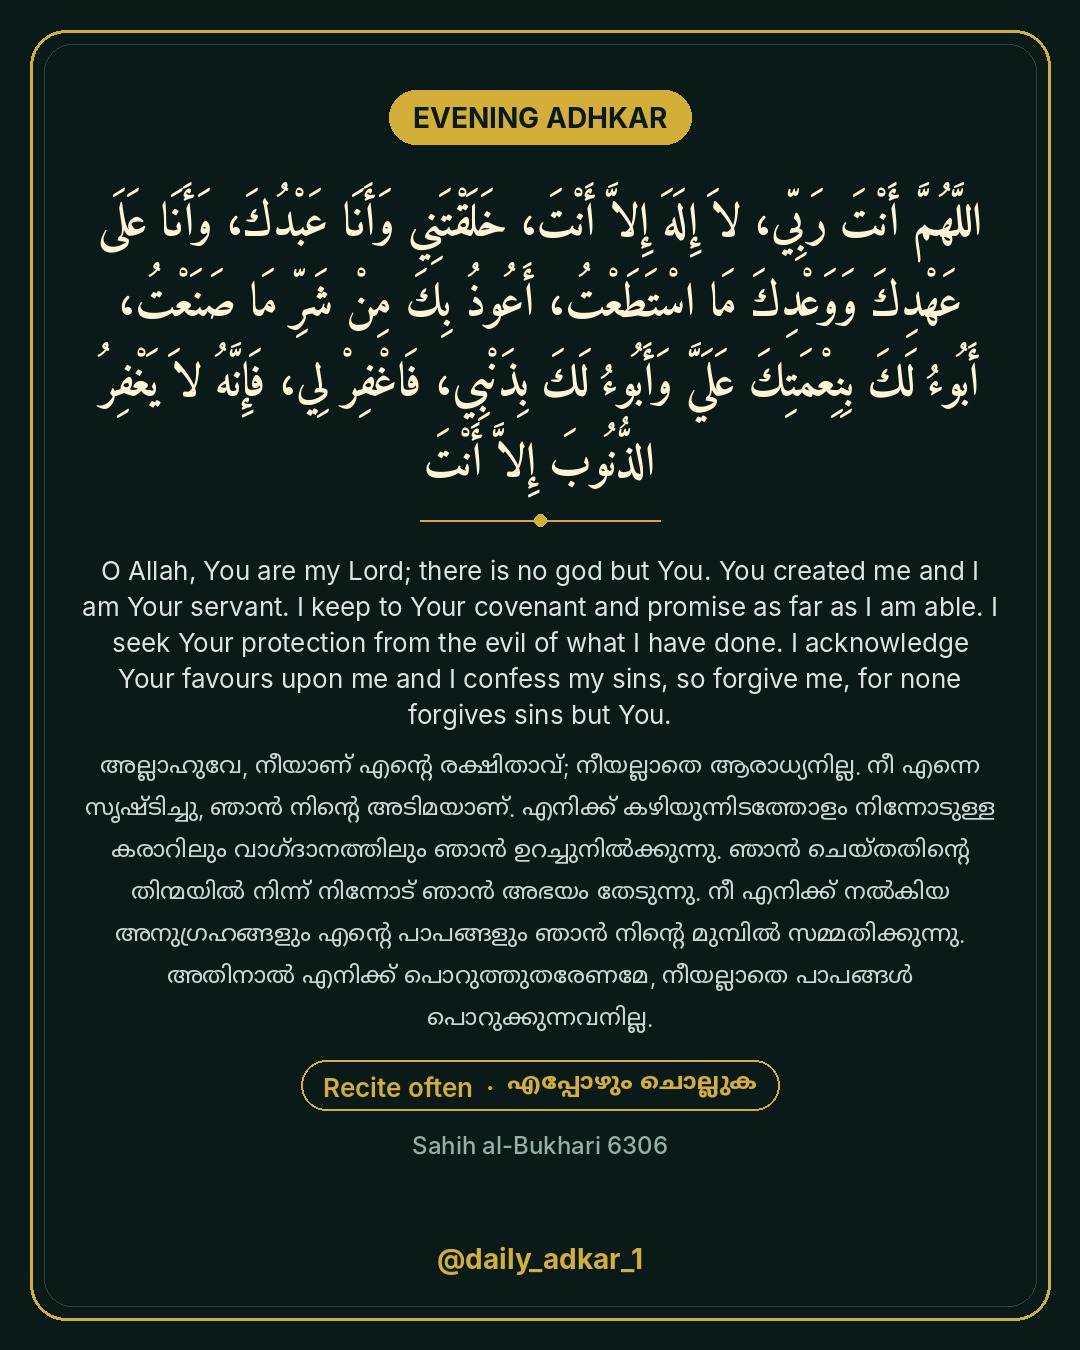 EVENING ADHKAR
اللَّهُمَّ أَنْتَ رَبِّي، لاَ إِلَهَ إِلاَّ أَنْتَ، خَلَقْتَنِي وَأَنَا عَبْدُكَ، وَأَنَا عَلَى
عَهْدِكَ وَوَعْدِكَ مَا اسْتَطَعْتُ، أَعُوذُ بِكَ مِنْ شَرِّ مَا صَنَعْتُ،
أَبُوءُ لَكَ بِنِعْمَتِكَ عَلَيَّ وَأَبُوءُ لَكَ بِذَنْبِي، فَاغْفِرْ لِي، فَإِنَّهُ لاَ يَغْفِرُ
الذُّنُوبَ إِلاَّ أَنْتَ
O Allah, You are my Lord; there is no god but You. You created me and I
am Your servant. I keep to Your covenant and promise as far as I am able. I
seek Your protection from the evil of what I have done. I acknowledge
Your favours upon me and I confess my sins, so forgive me, for none
forgives sins but You.
അല്ലാഹുവേ, നീയാണ് എന്റെ രക്ഷിതാവ്; നീയല്ലാതെ ആരാധ്യനില്ല. നീ എന്നെ
സൃഷ്ടിച്ചു, ഞാൻ നിന്റെ അടിമയാണ്. എനിക്ക് കഴിയുന്നിടത്തോളം നിന്നോടുള്ള
കരാറിലും വാഗ്ദാനത്തിലും ഞാൻ ഉറച്ചുനിൽക്കുന്നു. ഞാൻ ചെയ്തതിന്റെ
തിന്മയിൽ നിന്ന് നിന്നോട് ഞാൻ അഭയം തേടുന്നു. നീ എനിക്ക് നൽകിയ
അനുഗ്രഹങ്ങളും എന്റെ പാപങ്ങളും ഞാൻ നിന്റെ മുമ്പിൽ സമ്മതിക്കുന്നു.
അതിനാൽ എനിക്ക് പൊറുത്തുതരേണമേ, നീയല്ലാതെ പാപങ്ങൾ
പൊറുക്കുന്നവനില്ല.
Recite often · എപ്പോഴും ചൊല്ലുക
Sahih al-Bukhari 6306
@daily_adkar_1